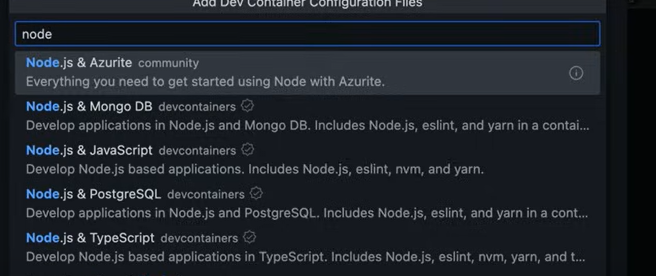 Add Dev Container Configuration Files
node
Node.js & Azurite community
Everything you need to get started using Node with Azurite.
Node.js & Mongo DB devcontainers
Develop applications in Node.js and Mongo DB. Includes Node.js, eslint, and yarn in a contai...
Node.js & JavaScript devcontainers
Develop Node.js based applications. Includes Node.js, eslint, nvm, and yarn.
Node.js & PostgreSQL devcontainers
Develop applications in Node.js and PostgreSQL. Includes Node.js, eslint, and yarn in a cont...
Node.js & TypeScript devcontainers
Develop Node.js based applications in TypeScript. Includes Node.js, eslint, nvm, yarn, and t...